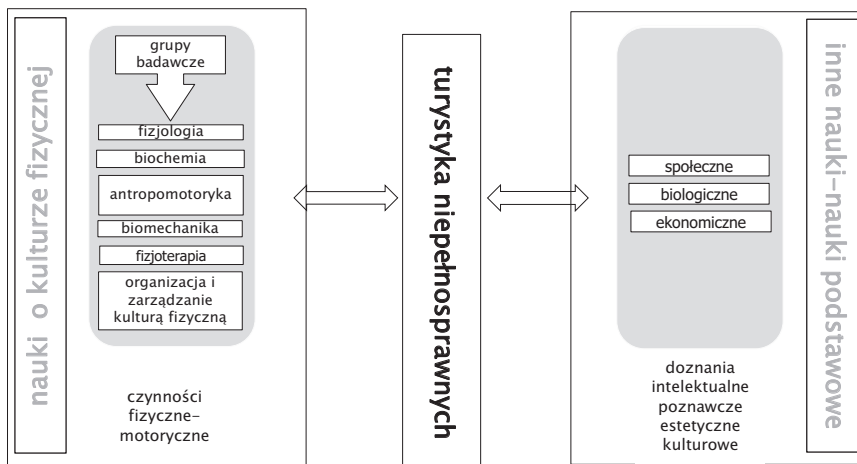 nauki o kulturze fizycznej
grupy
badawcze
fizjologia
biochemia
antropomotoryka
biomechanika
fizjoterapia
organizacja i
zarządzanie
kulturą fizyczną
czynności
fizyczne-
motoryczne
turystyka niepełnosprawnych
społeczne
biologiczne
ekonomiczne
doznania
intelektualne
poznawcze
estetyczne
kulturowe
inne nauki-nauki podstawowe